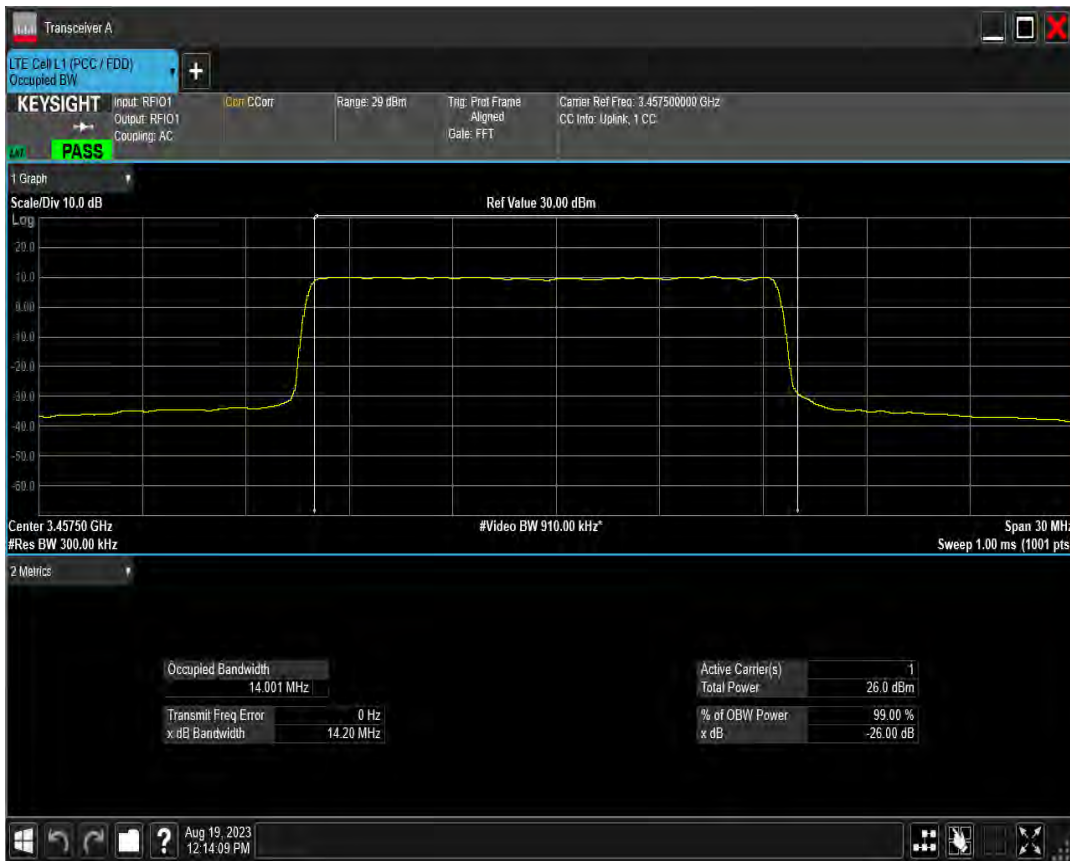 Transceiver A
LTE Cell L1 (PCC / FDD)
Occupied BW
+
KEYSIGHT
Input: RFIO1
Output: RFIO1
Coupling: AC
Corr CCorr
Range: 29 dBm
Trig: Prot Frame
Aligned
Gate: FFT
Carrier Ref Freq: 3.457500000 GHz
CC Info: Uplink, 1 CC
PASS
1 Graph
Scale/Div 10.0 dB
Ref Value 30.00 dBm
Log
20.0
10.0
0.00
-10.0
-20.0
-30.0
-40.0
-50.0
-60.0
Center 3.45750 GHz
#Video BW 910.00 kHz*
Span 30 MHz
#Res BW 300.00 kHz
Sweep 1.00 ms (1001 pts
2 Metrics
Occupied Bandwidth
14.001 MHz
Transmit Freq Error 0 Hz
x dB Bandwidth 14.20 MHz
Active Carrier(s) 1
Total Power 26.0 dBm
% of OBW Power 99.00 %
x dB -26.00 dB
?
Aug 19, 2023
12:14:09 PM